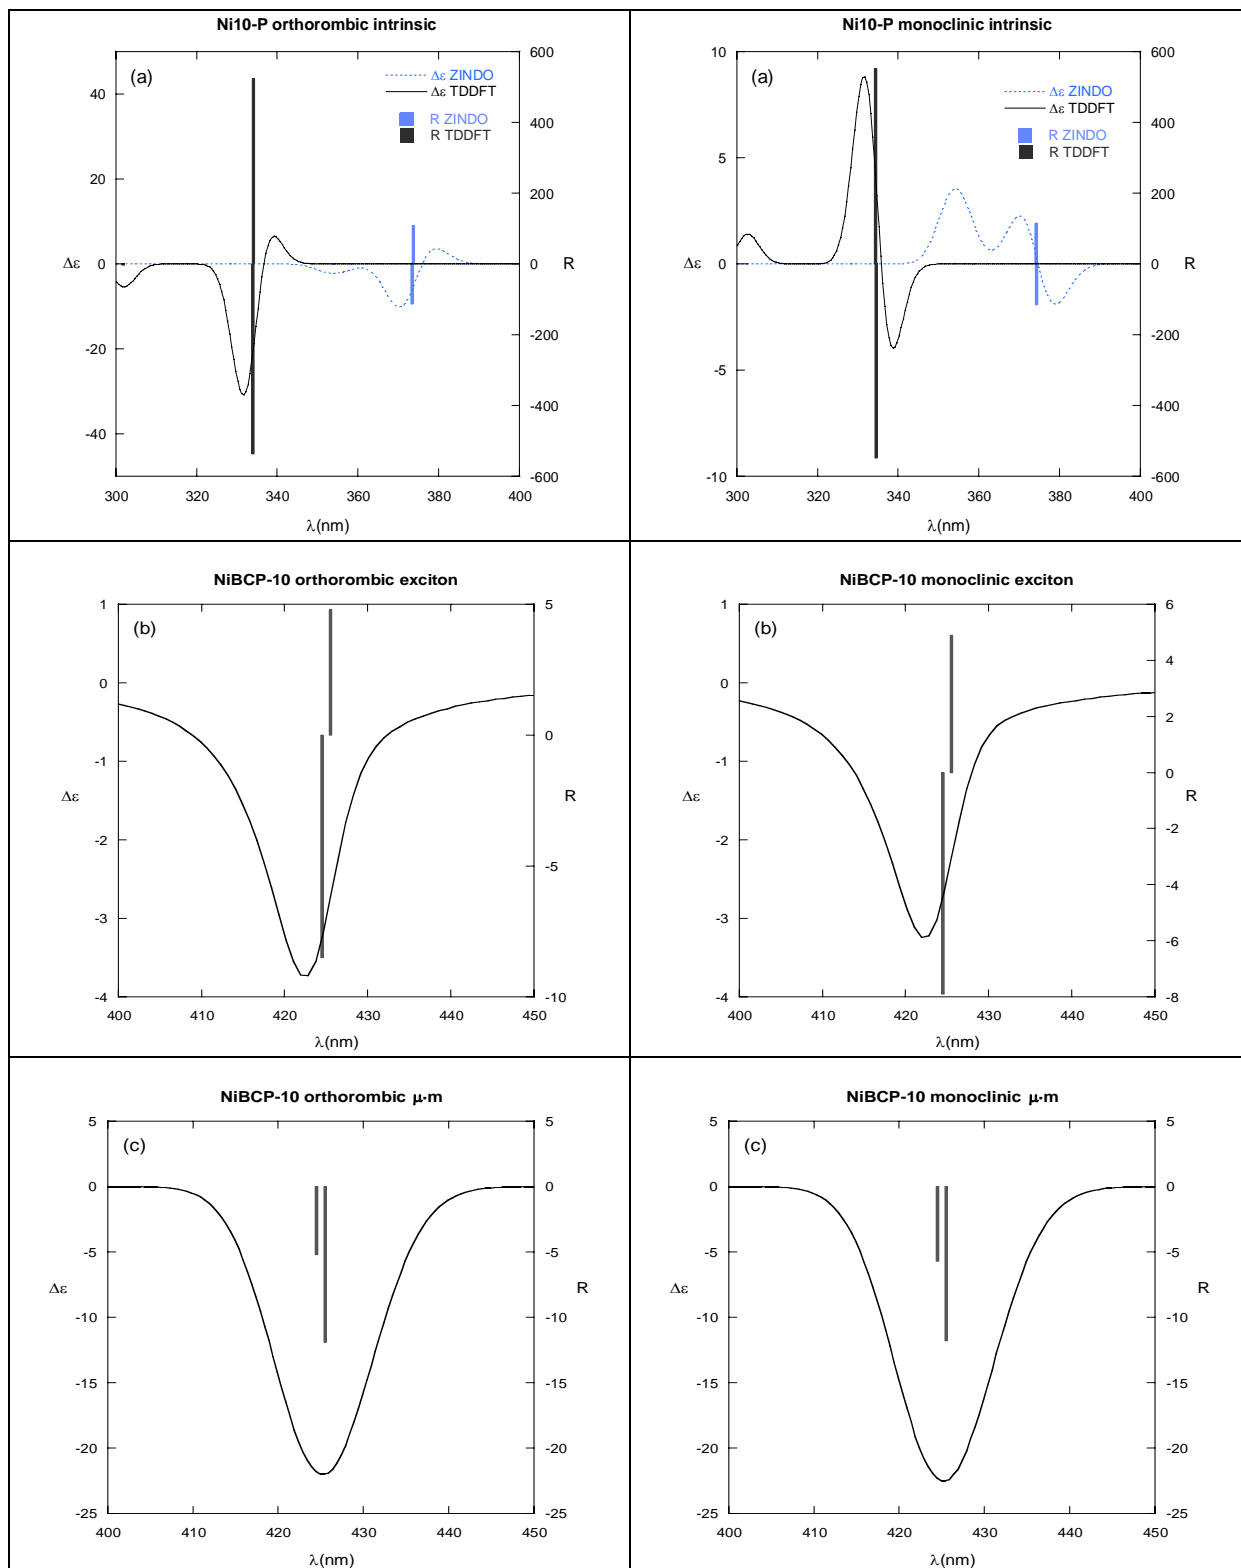 Ni10-P orthorombic intrinsic
(a)
Δε ZINDO
Δε TDDFT
R ZINDO
R TDDFT
40
20
0
-20
-40
Δε
600
400
200
0
-200
-400
-600
R
300 320 340 360 380 400
λ(nm)
Ni10-P monoclinic intrinsic
(a)
Δε ZINDO
Δε TDDFT
R ZINDO
R TDDFT
10
5
0
-5
-10
Δε
600
400
200
0
-200
-400
-600
R
300 320 340 360 380 400
λ(nm)
NiBCP-10 orthorombic exciton
(b)
1
0
-1
-2
-3
-4
Δε
5
0
-5
-10
R
400 410 420 430 440 450
λ(nm)
NiBCP-10 monoclinic exciton
(b)
1
0
-1
-2
-3
-4
Δε
6
4
2
0
-2
-4
-6
-8
R
400 410 420 430 440 450
λ(nm)
NiBCP-10 orthorombic μ·m
(c)
5
0
-5
-10
-15
-20
-25
Δε
5
0
-5
-10
-15
-20
-25
R
400 410 420 430 440 450
λ(nm)
NiBCP-10 monoclinic μ·m
(c)
5
0
-5
-10
-15
-20
-25
Δε
5
0
-5
-10
-15
-20
-25
R
400 410 420 430 440 450
λ(nm)